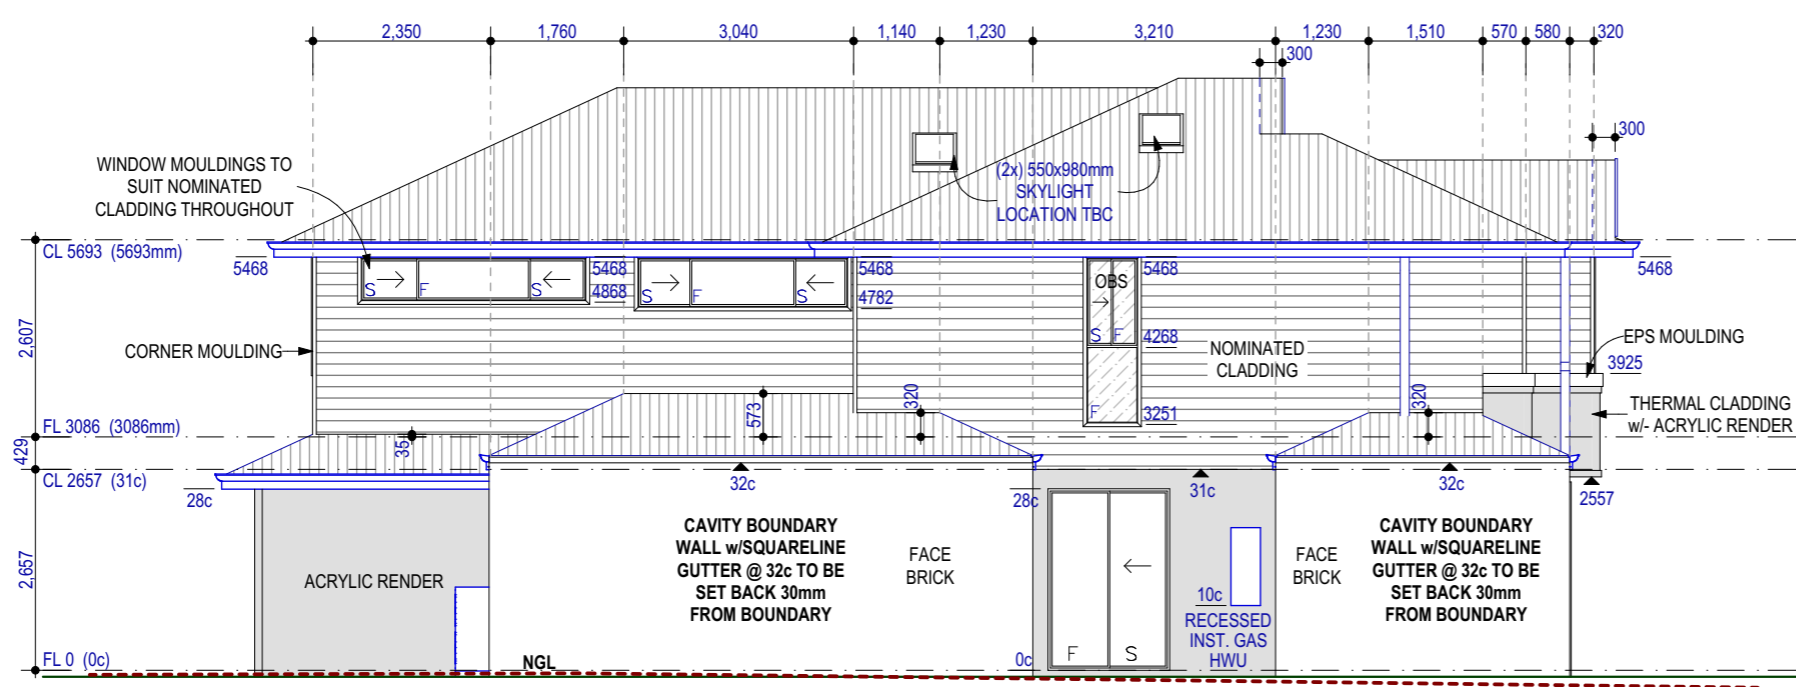 2,350
1,760
3,040
1,140
1,230
3,210
1,230
1,510
570
580
320
300
300
WINDOW MOULDINGS TO
SUIT NOMINATED
CLADDING THROUGHOUT
(2x) 550x980mm
SKYLIGHT
LOCATION TBC
CL 5693 (5693mm)
5468
5468
4868
5468
4782
5468
5468
S
F
S
S
S
OBS
S
F
4268
F
3251
2,607
CORNER MOULDING
NOMINATED
CLADDING
EPS MOULDING
3925
THERMAL CLADDING
w/- ACRYLIC RENDER
FL 3086 (3086mm)
35
573
320
320
429
CL 2657 (31c)
28c
32c
28c
31c
32c
2557
2,657
ACRYLIC RENDER
CAVITY BOUNDARY
WALL w/SQUARELINE
GUTTER @ 32c TO BE
SET BACK 30mm
FROM BOUNDARY
FACE
BRICK
10c
RECESSED
INST. GAS
HWU
FACE
BRICK
CAVITY BOUNDARY
WALL w/SQUARELINE
GUTTER @ 32c TO BE
SET BACK 30mm
FROM BOUNDARY
FL 0 (0c)
NGL
0c
F
S